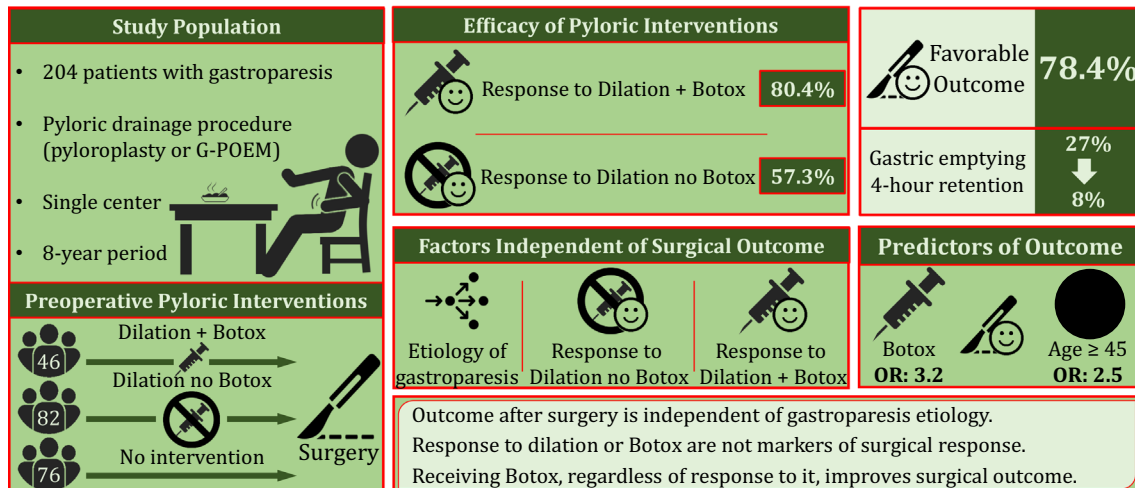 Study Population
• 204 patients with gastroparesis
• Pyloric drainage procedure
(pyloroplasty or G-POEM)
• Single center
• 8-year period
Preoperative Pyloric Interventions
46
Dilation + Botox
82
Dilation no Botox
76
No intervention
Surgery
Efficacy of Pyloric Interventions
Response to Dilation + Botox 80.4%
Response to Dilation no Botox 57.3%
Favorable
Outcome
78.4%
Gastric emptying
4-hour retention
27%
8%
Factors Independent of Surgical Outcome
Etiology of
gastroparesis
Response to
Dilation no Botox
Response to
Dilation + Botox
Predictors of Outcome
Botox
OR: 3.2
Age ≥ 45
OR: 2.5
Outcome after surgery is independent of gastroparesis etiology.
Response to dilation or Botox are not markers of surgical response.
Receiving Botox, regardless of response to it, improves surgical outcome.